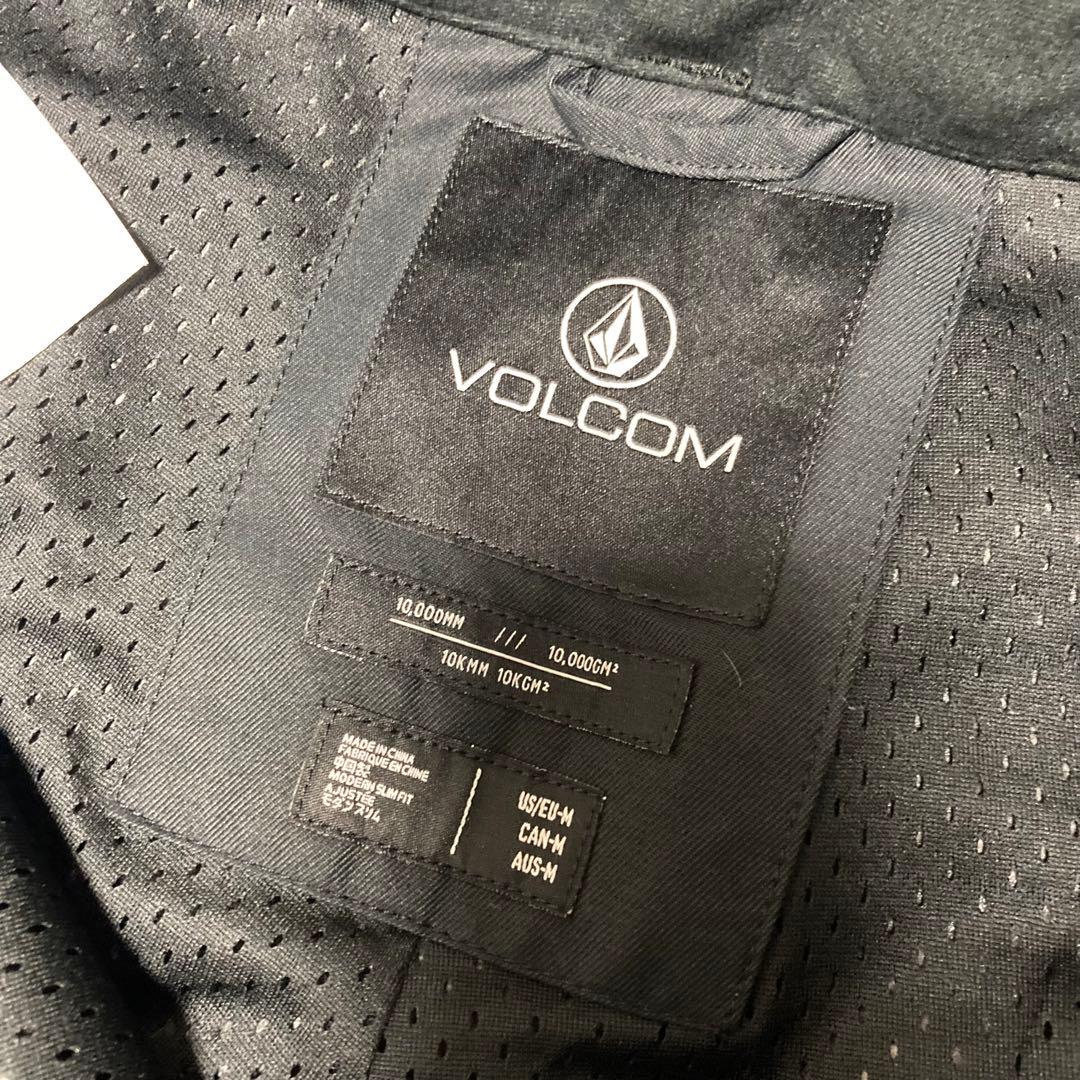 VOLCOM
10,000MM /// 10,000GM²
10KMM 10KGM²
MADE IN CHINA
FABRIQUE EN CHINE
中国製
MODERN SLIM FIT
AJUSTÉE
モダンスリム
US/EU-M
CAN-M
AUS-M